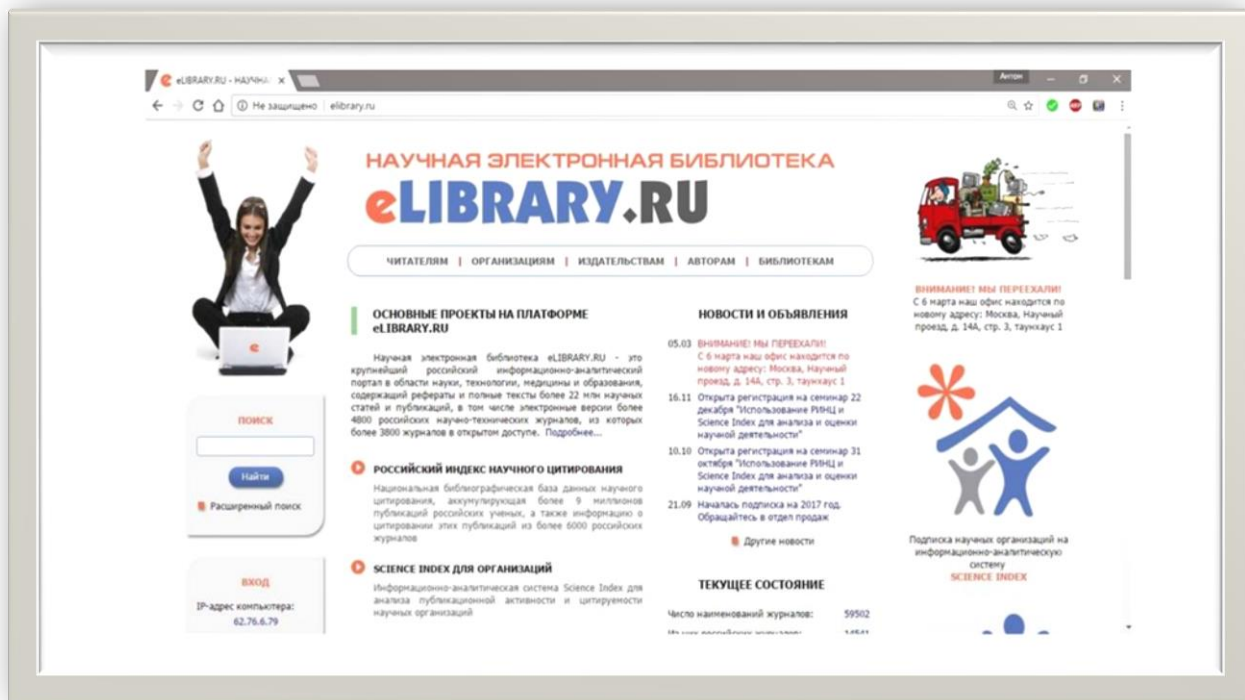 eLIBRARY.RU - НАУЧНА
Антон
Не защищено | elibrary.ru
НАУЧНАЯ ЭЛЕКТРОННАЯ БИБЛИОТЕКА
eLIBRARY.RU
ЧИТАТЕЛЯМ | ОРГАНИЗАЦИЯМ | ИЗДАТЕЛЬСТВАМ | АВТОРАМ | БИБЛИОТЕКАМ
ПОИСК
Найти
Расширенный поиск
ВХОД
IP-адрес компьютера:
62.76.6.79
ОСНОВНЫЕ ПРОЕКТЫ НА ПЛАТФОРМЕ
eLIBRARY.RU
Научная электронная библиотека eLIBRARY.RU - это
крупнейший российский информационно-аналитический
портал в области науки, технологии, медицины и образования,
содержащий рефераты и полные тексты более 22 млн научных
статей и публикаций, в том числе электронные версии более
4800 российских научно-технических журналов, из которых
более 3800 журналов в открытом доступе. Подробнее...
РОССИЙСКИЙ ИНДЕКС НАУЧНОГО ЦИТИРОВАНИЯ
Национальная библиографическая база данных научного
цитирования, аккумулирующая более 9 миллионов
публикаций российских ученых, а также информацию о
цитировании этих публикаций из более 6000 российских
журналов
SCIENCE INDEX ДЛЯ ОРГАНИЗАЦИЙ
Информационно-аналитическая система Science Index для
анализа публикационной активности и цитируемости
научных организаций
НОВОСТИ И ОБЪЯВЛЕНИЯ
05.03 ВНИМАНИЕ! МЫ ПЕРЕЕХАЛИ!
С 6 марта наш офис находится по
новому адресу: Москва, Научный
проезд, д. 14А, стр. 3, таунхаус 1
16.11 Открыта регистрация на семинар 22
декабря "Использование РИНЦ и
Science Index для анализа и оценки
научной деятельности"
10.10 Открыта регистрация на семинар 31
октября "Использование РИНЦ и
Science Index для анализа и оценки
научной деятельности"
21.09 Началась подписка на 2017 год.
Обращайтесь в отдел продаж
Другие новости
ТЕКУЩЕЕ СОСТОЯНИЕ
Число наименований журналов: 59502
ВНИМАНИЕ! МЫ ПЕРЕЕХАЛИ!
С 6 марта наш офис находится по
новому адресу: Москва, Научный
проезд, д. 14А, стр. 3, таунхаус 1
Подписка научных организаций на
информационно-аналитическую
систему
SCIENCE INDEX